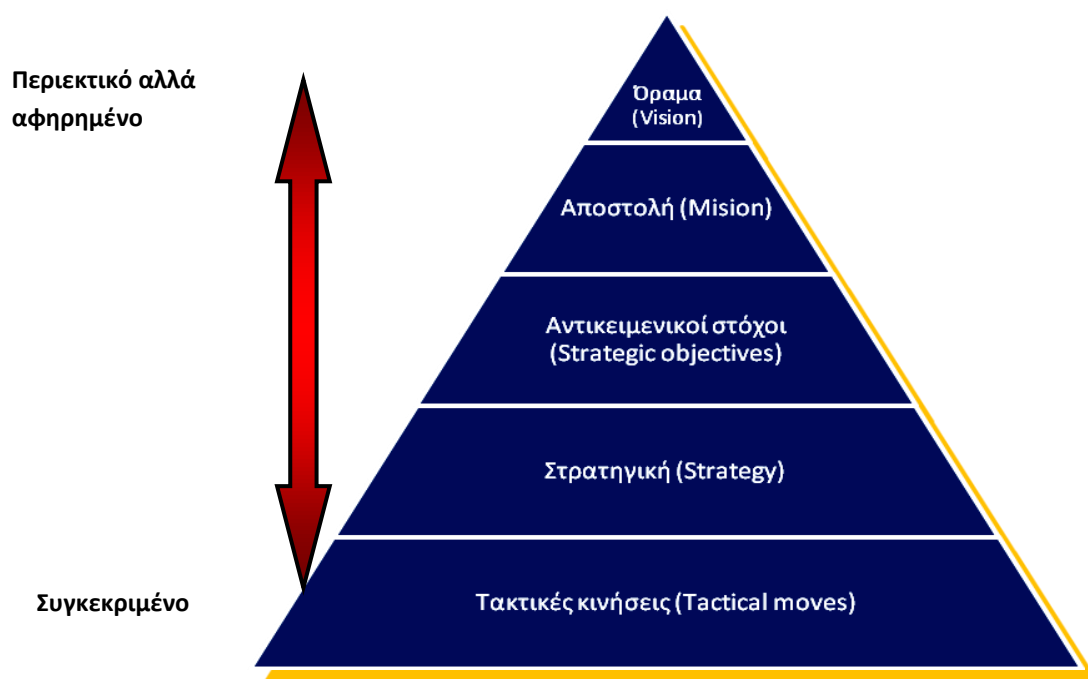 Περιεκτικό αλλά
αφηρημένο
Όραμα
(Vision)
Αποστολή (Mision)
Αντικειμενικοί στόχοι
(Strategic objectives)
Στρατηγική (Strategy)
Συγκεκριμένο
Τακτικές κινήσεις (Tactical moves)